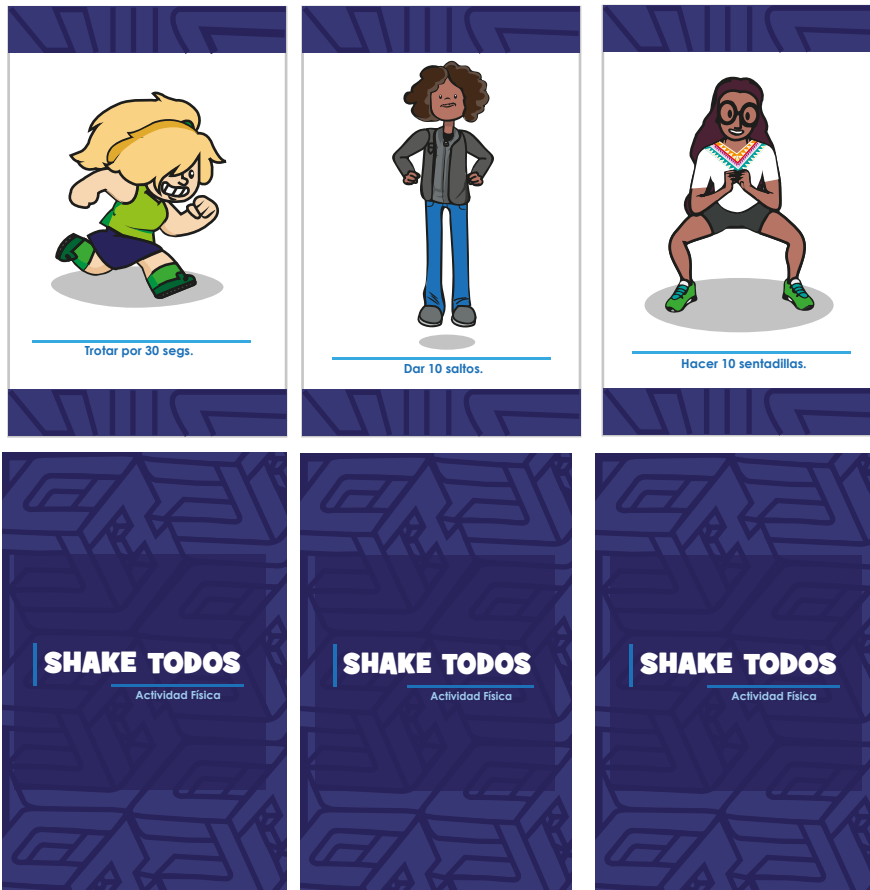 Trotar por 30 segs.
Dar 10 saltos.
Hacer 10 sentadillas.
SHAKE TODOS
Actividad Física
SHAKE TODOS
Actividad Física
SHAKE TODOS
Actividad Física